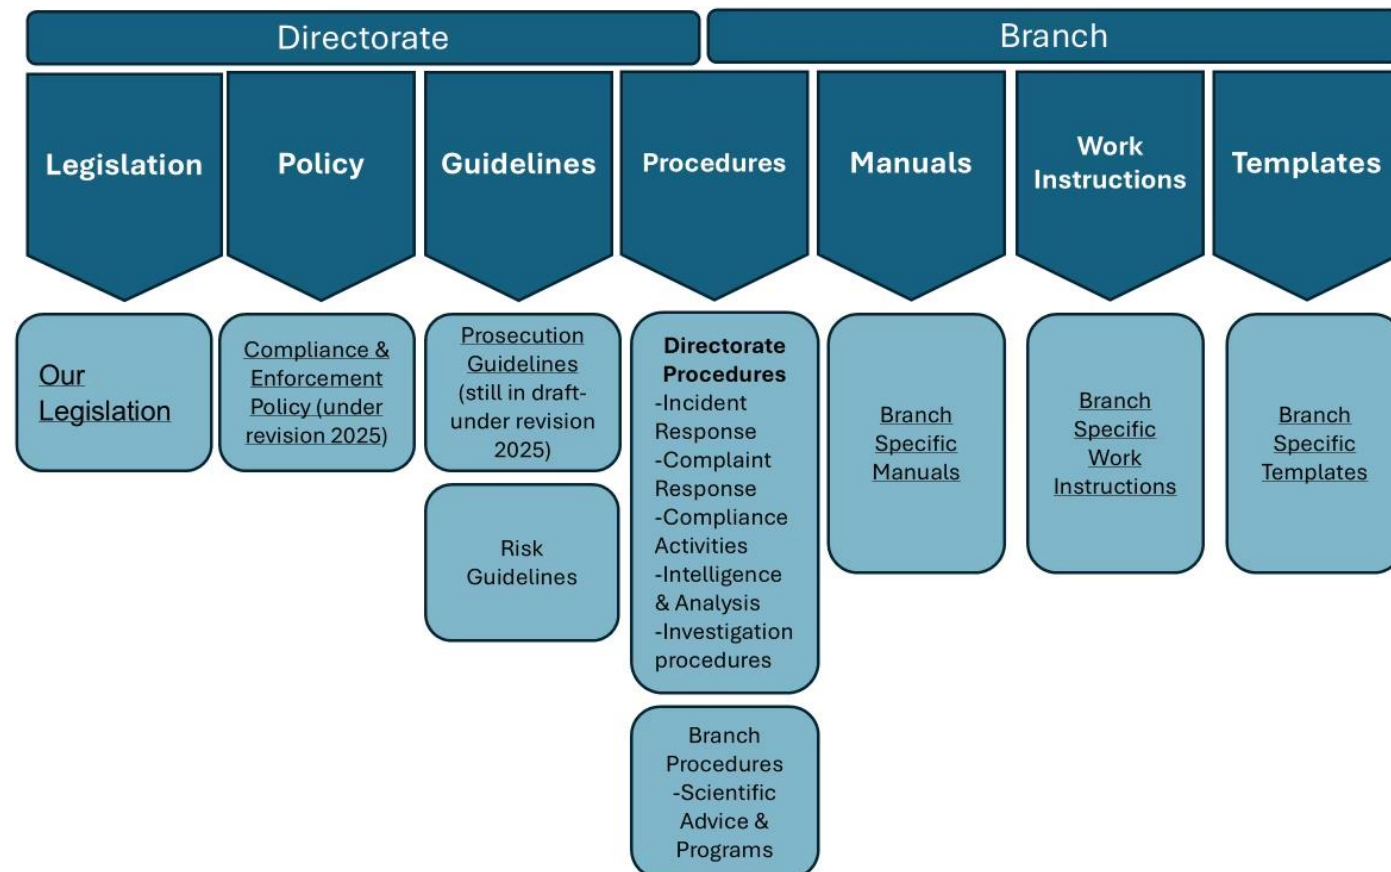 Directorate
Branch
Legislation
Policy
Guidelines
Procedures
Manuals
Work
Instructions
Templates
Our
Legislation
Compliance &
Enforcement
Policy (under
revision 2025)
Prosecution
Guidelines
(still in draft-
under revision
2025)
Risk
Guidelines
Directorate
Procedures
-Incident
Response
-Complaint
Response
-Compliance
Activities
-Intelligence
& Analysis
-Investigation
procedures
Branch
Procedures
-Scientific
Advice &
Programs
Branch
Specific
Manuals
Branch
Specific
Work
Instructions
Branch
Specific
Templates